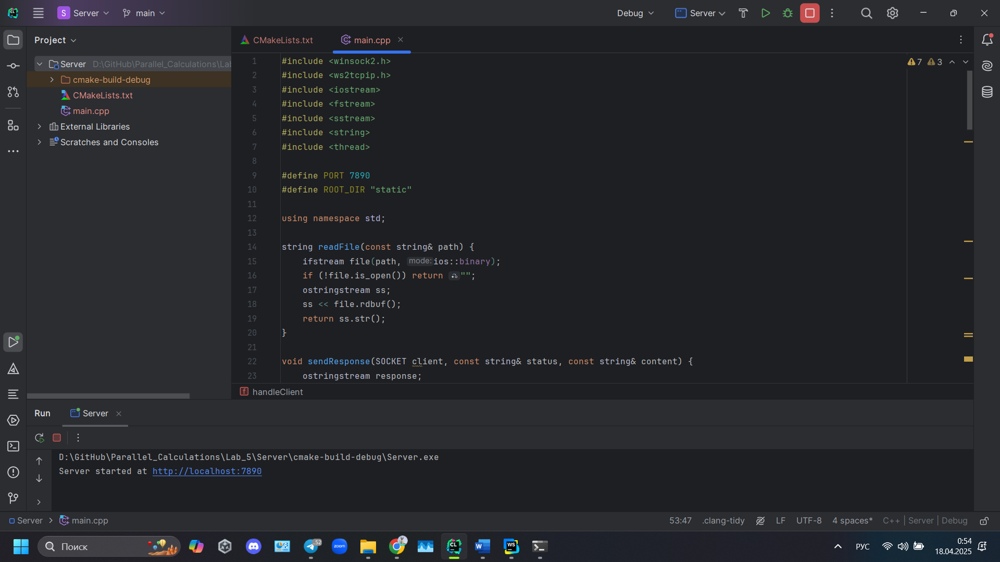 S Server main Debug Server
Project
CMakeLists.txt main.cpp
Server D:\GitHub\Parallel_Calculations\Lab
cmake-build-debug
CMakeLists.txt
main.cpp
External Libraries
Scratches and Consoles
7 3
1 #include <winsock2.h>
2 #include <ws2tcpip.h>
3 #include <iostream>
4 #include <fstream>
5 #include <sstream>
6 #include <string>
7 #include <thread>
8
9 #define PORT 7890
10 #define ROOT_DIR "static"
11
12 using namespace std;
13
14 string readFile(const string& path) {
15 ifstream file(path, mode: ios::binary);
16 if (!file.is_open()) return "";
17 ostringstream ss;
18 ss << file.rdbuf();
19 return ss.str();
20 }
21
22 void sendResponse(SOCKET client, const string& status, const string& content) {
23 ostringstream response;
f handleClient
Run Server
D:\GitHub\Parallel_Calculations\Lab_5\Server\cmake-build-debug\Server.exe
Server started at http://localhost:7890
Server main.cpp 53:47 .clang-tidy LF UTF-8 4 spaces* C++ Server Debug
Поиск .52 zoom CL W WS РУС 0:54
18.04.2025